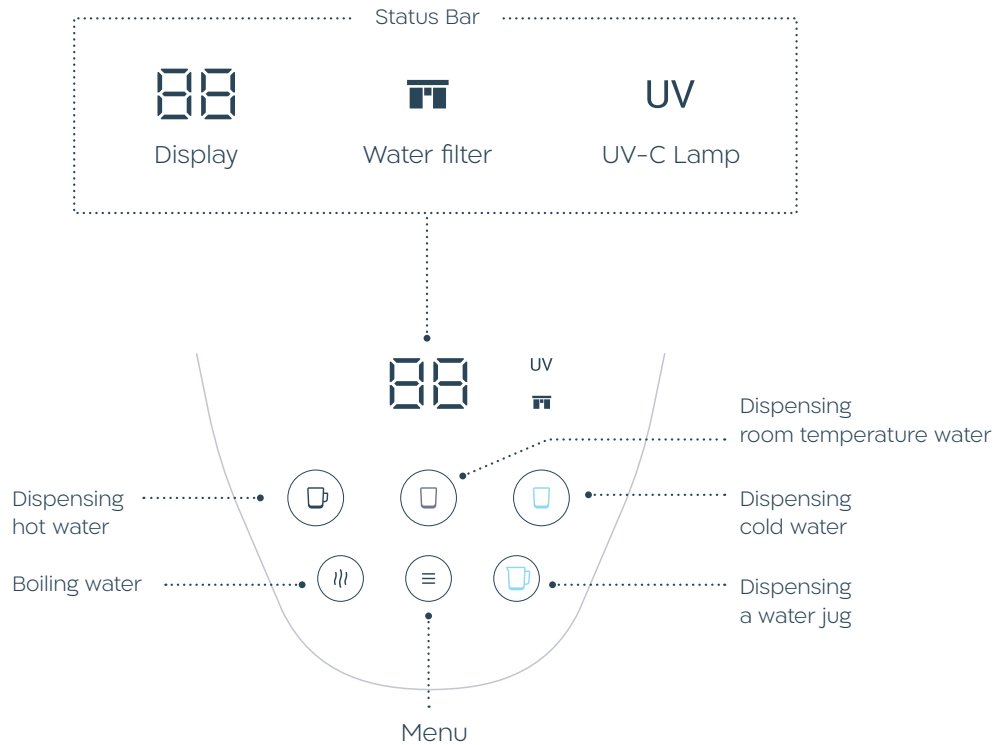 Status Bar
88
UV
Display
Water filter
UV-C Lamp
88
UV
Dispensing
room temperature water
Dispensing
hot water
Dispensing
cold water
Boiling water
Dispensing
a water jug
Menu